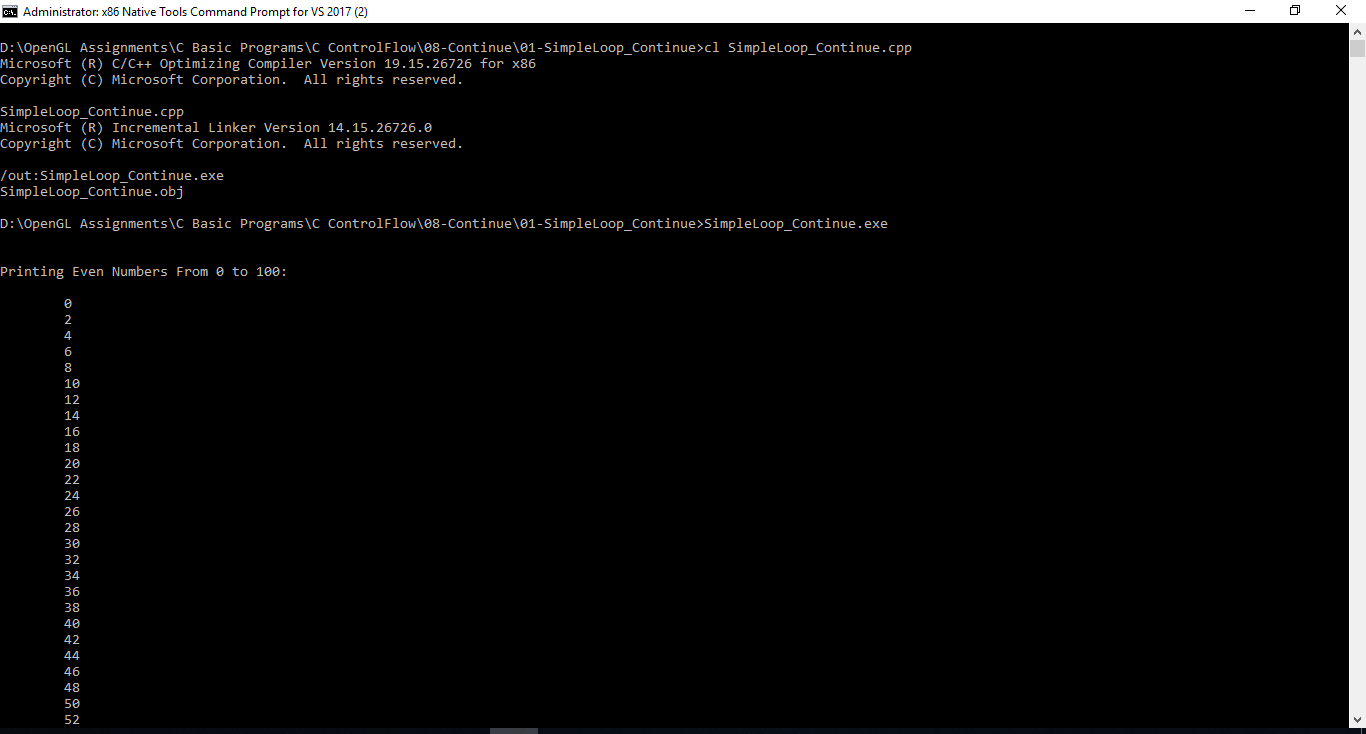 Administrator: x86 Native Tools Command Prompt for VS 2017 (2)
D:\OpenGL Assignments\C Basic Programs\C ControlFlow\08-Continue\01-SimpleLoop_Continue>cl SimpleLoop_Continue.cpp
Microsoft (R) C/C++ Optimizing Compiler Version 19.15.26726 for x86
Copyright (C) Microsoft Corporation.  All rights reserved.
SimpleLoop_Continue.cpp
Microsoft (R) Incremental Linker Version 14.15.26726.0
Copyright (C) Microsoft Corporation.  All rights reserved.
/out:SimpleLoop_Continue.exe
SimpleLoop_Continue.obj
D:\OpenGL Assignments\C Basic Programs\C ControlFlow\08-Continue\01-SimpleLoop_Continue>SimpleLoop_Continue.exe
Printing Even Numbers From 0 to 100:
0
2
4
6
8
10
12
14
16
18
20
22
24
26
28
30
32
34
36
38
40
42
44
46
48
50
52